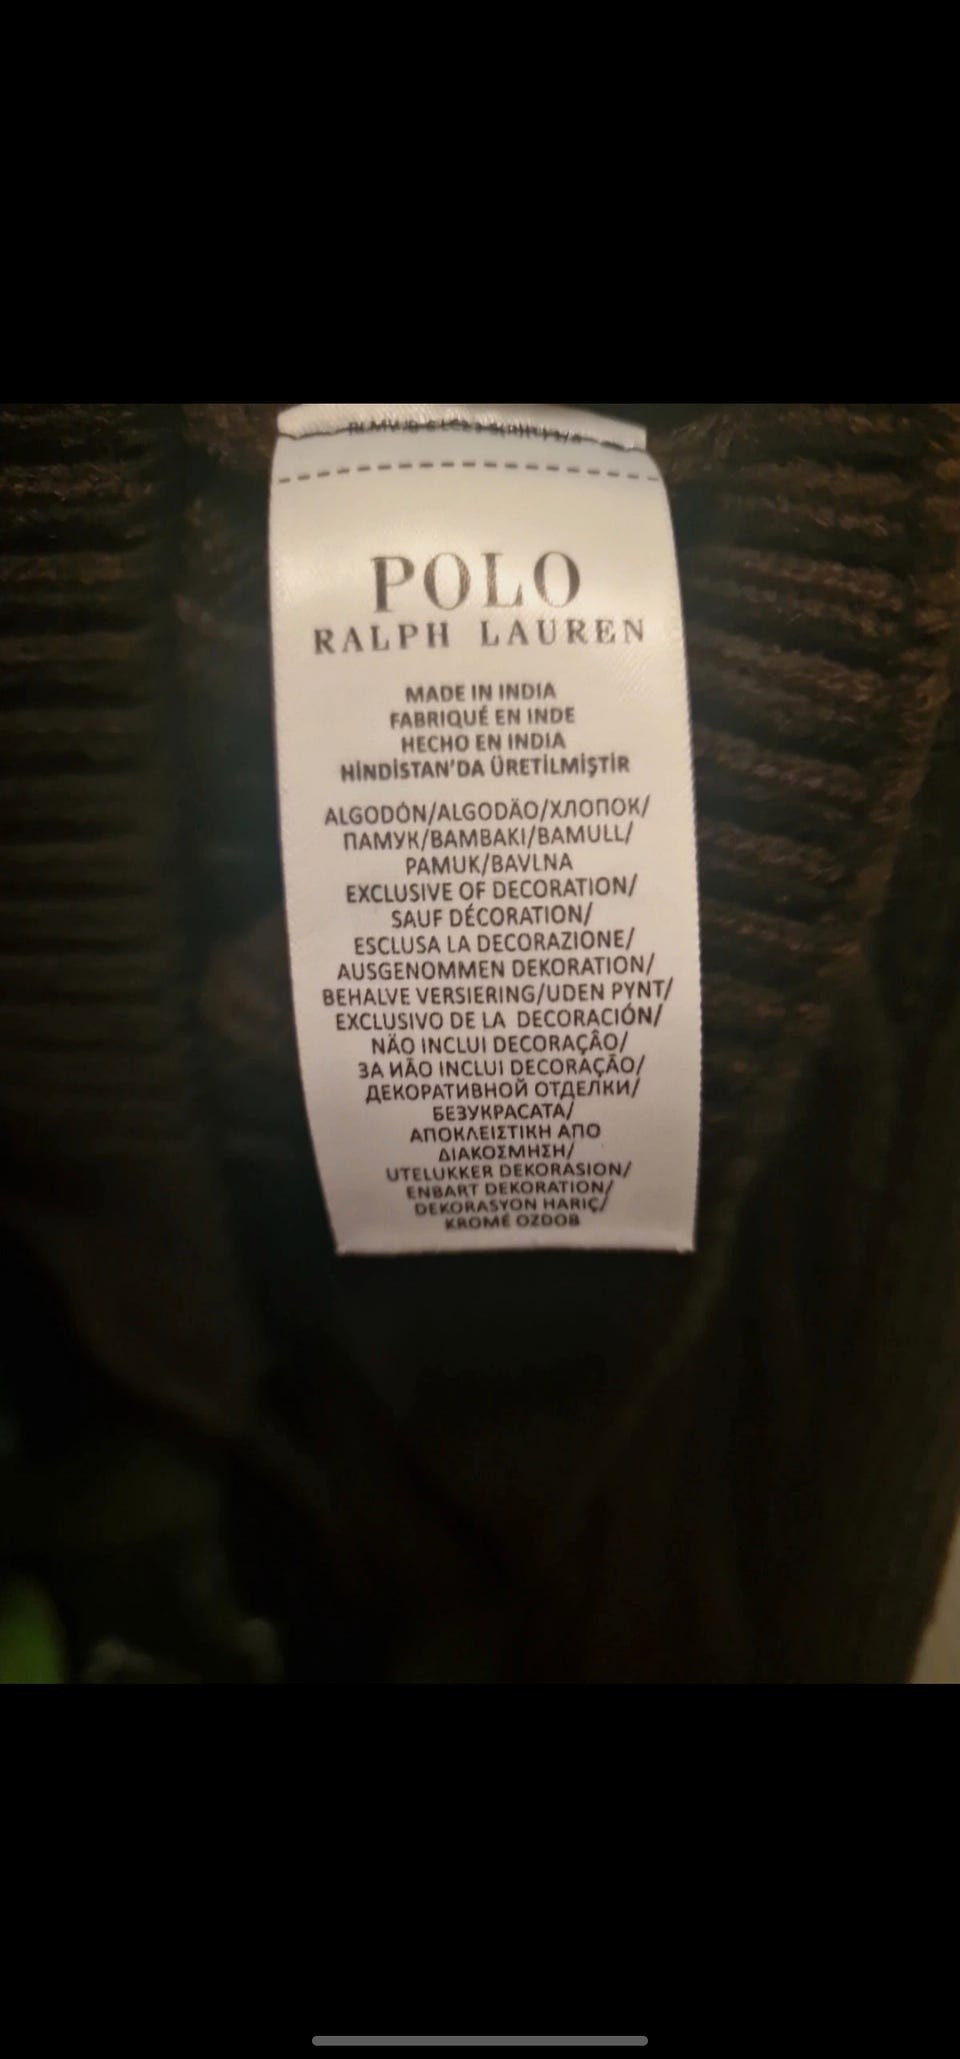 POLO
RALPH LAUREN
MADE IN INDIA
FABRIQUÉ EN INDE
HECHO EN INDIA
HİNDİSTAN'DA ÜRETİLMİŞTİR
ALGODÓN/ALGODÃO/ХЛОПОК/
ПАМУК/BAMBAKI/BAMULL/
PAMUK/BAVLNA
EXCLUSIVE OF DECORATION/
SAUF DÉCORATION/
ESCLUSA LA DECORAZIONE/
AUSGENOMMEN DEKORATION/
BEHALVE VERSIERING/UDEN PYNT/
EXCLUSIVO DE LA DECORACIÓN/
NÃO INCLUI DECORAÇÂO/
ЗА ИÃO INCLUI DECORAÇÃO/
ДЕКОРАТИВНОЙ ОТДЕЛКИ/
БЕЗУКРАСАТА/
ΑΠΟΚΛΕΙΣΤΙΚΗ ΑΠΟ
ΔΙΑΚΟΣΜΗΣΗ/
UTELUKKER DEKORASION/
ENBART DEKORATION/
DEKORASYON HARIÇ/
KROMĚ OZDOB